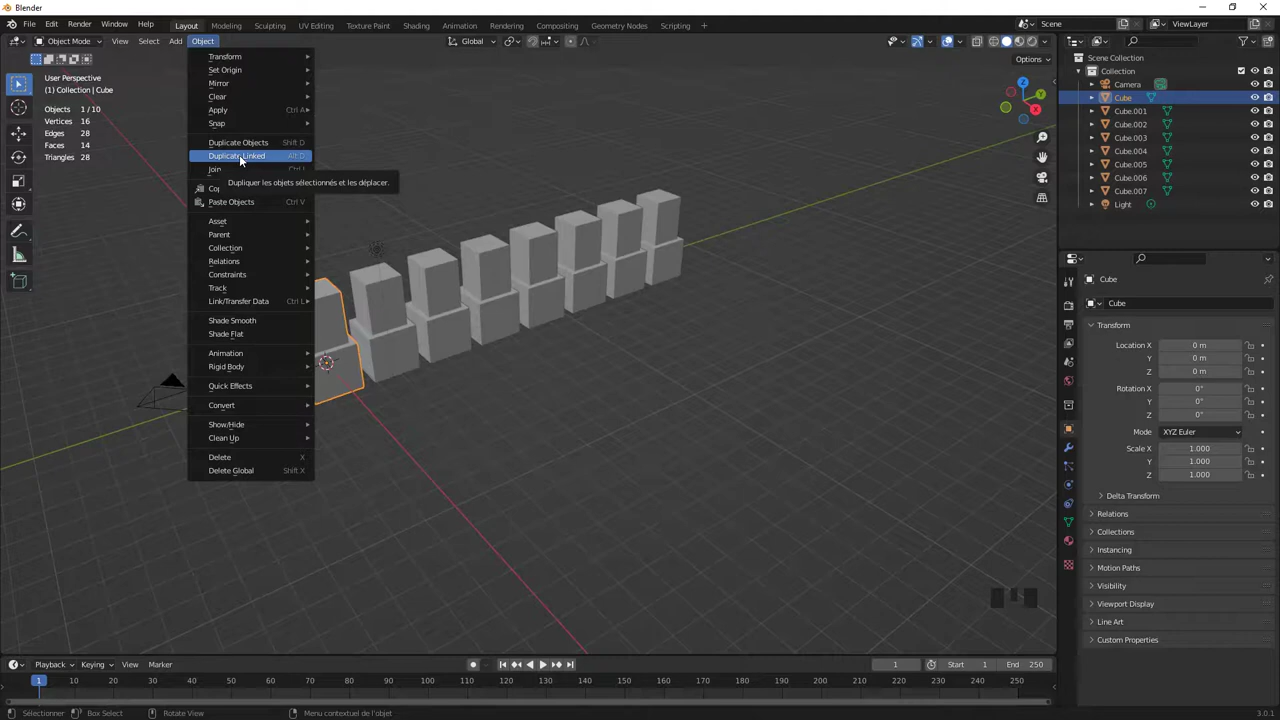 Blender
File Edit Render Window Help Layout Modeling Sculpting UV Editing Texture Paint Shading Animation Rendering Compositing Geometry Nodes Scripting + Scene ViewLayer
Object Mode View Select Add Object Global
Options
User Perspective
(1) Collection | Cube
Objects 1 / 10
Vertices 16
Edges 28
Faces 14
Triangles 28
Transform
Set Origin
Mirror
Clear
Apply Ctrl A
Snap
Duplicate Objects Shift D
Duplicate Linked Alt D
Join
Dupliquer les objets sélectionnés et les déplacer.
Paste Objects Ctrl V
Asset
Parent
Collection
Relations
Constraints
Track
Link/Transfer Data Ctrl L
Shade Smooth
Shade Flat
Animation
Rigid Body
Quick Effects
Convert
Show/Hide
Clean Up
Delete X
Delete Global Shift X
Z
Y
X
Scene Collection
Collection
Camera
Cube
Cube.001
Cube.002
Cube.003
Cube.004
Cube.005
Cube.006
Cube.007
Light
Cube
Cube
Transform
Location X 0 m
Y 0 m
Z 0 m
Rotation X 0°
Y 0°
Z 0°
Mode XYZ Euler
Scale X 1.000
Y 1.000
Z 1.000
Delta Transform
Relations
Collections
Instancing
Motion Paths
Visibility
Viewport Display
Line Art
Custom Properties
Playback Keying View Marker 1 Start 1 End 250
1 10 20 30 40 50 60 70 80 90 100 110 120 130 140 150 160 170 180 190 200 210 220 230 240 250
Sélectionner Box Select Rotate View Menu contextuel de l'objet 3.0.1